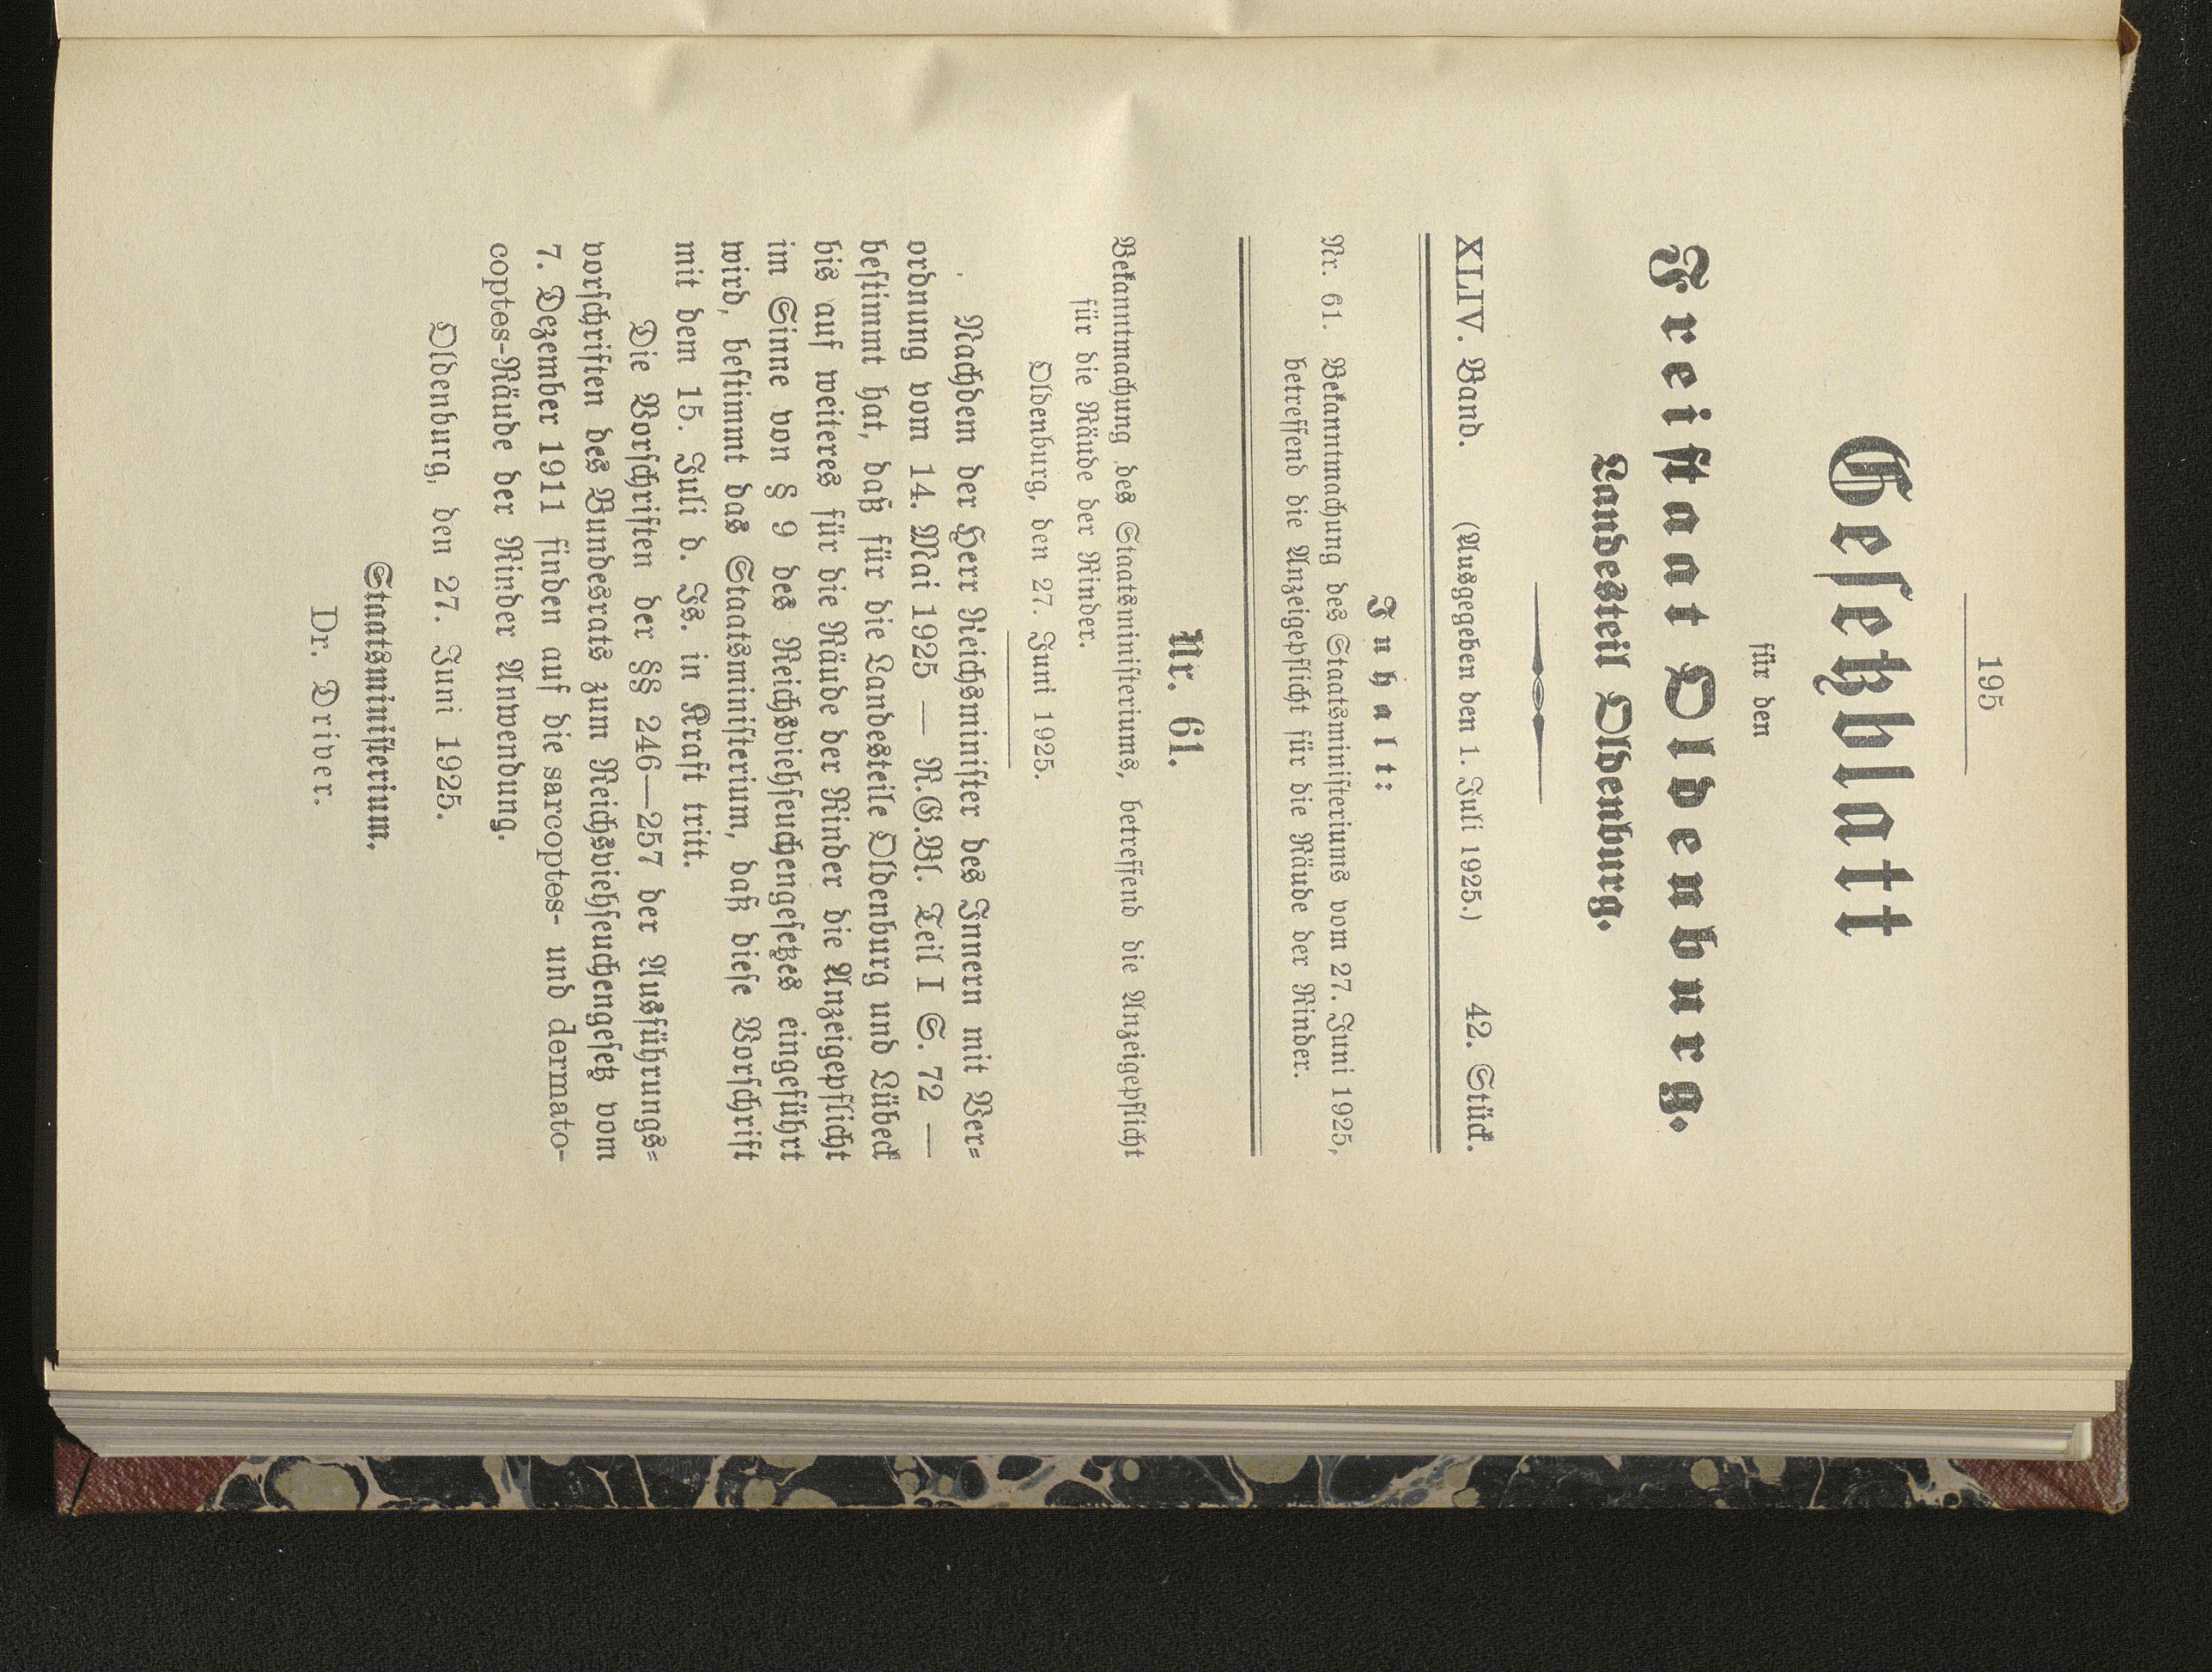 195
Gesetzblatt
für den
Freistaat Oldenburg.
Landesteil Oldenburg.
XLIV. Band. (Ausgegeben den 1. Juli 1925.) 42. Stück.
Inhalt:
Nr. 61. Bekanntmachung des Staatsministeriums vom 27. Juni 1925,
betreffend die Anzeigepflicht für die Räude der Rinder.
Nr. 61.
Bekanntmachung des Staatsministeriums, betreffend die Anzeigepflicht
für die Räude der Rinder.
Oldenburg, den 27. Juni 1925.
Nachdem der Herr Reichsminister des Innern mit Ver-
ordnung vom 14. Mai 1925 — R.G.Bl. Teil I S. 72 —
bestimmt hat, daß für die Landesteile Oldenburg und Lübeck
bis auf weiteres für die Räude der Rinder die Anzeigepflicht
im Sinne von § 9 des Reichsviehseuchengesetzes eingeführt
wird, bestimmt das Staatsministerium, daß diese Vorschrift
mit dem 15. Juli d. Js. in Kraft tritt.
Die Vorschriften der §§ 246—257 der Ausführungs-
vorschriften des Bundesrats zum Reichsviehseuchengesetz vom
7. Dezember 1911 finden auf die sarcoptes- und dermato-
coptes-Räude der Rinder Anwendung.
Oldenburg, den 27. Juni 1925.
Staatsministerium.
Dr. Driver.